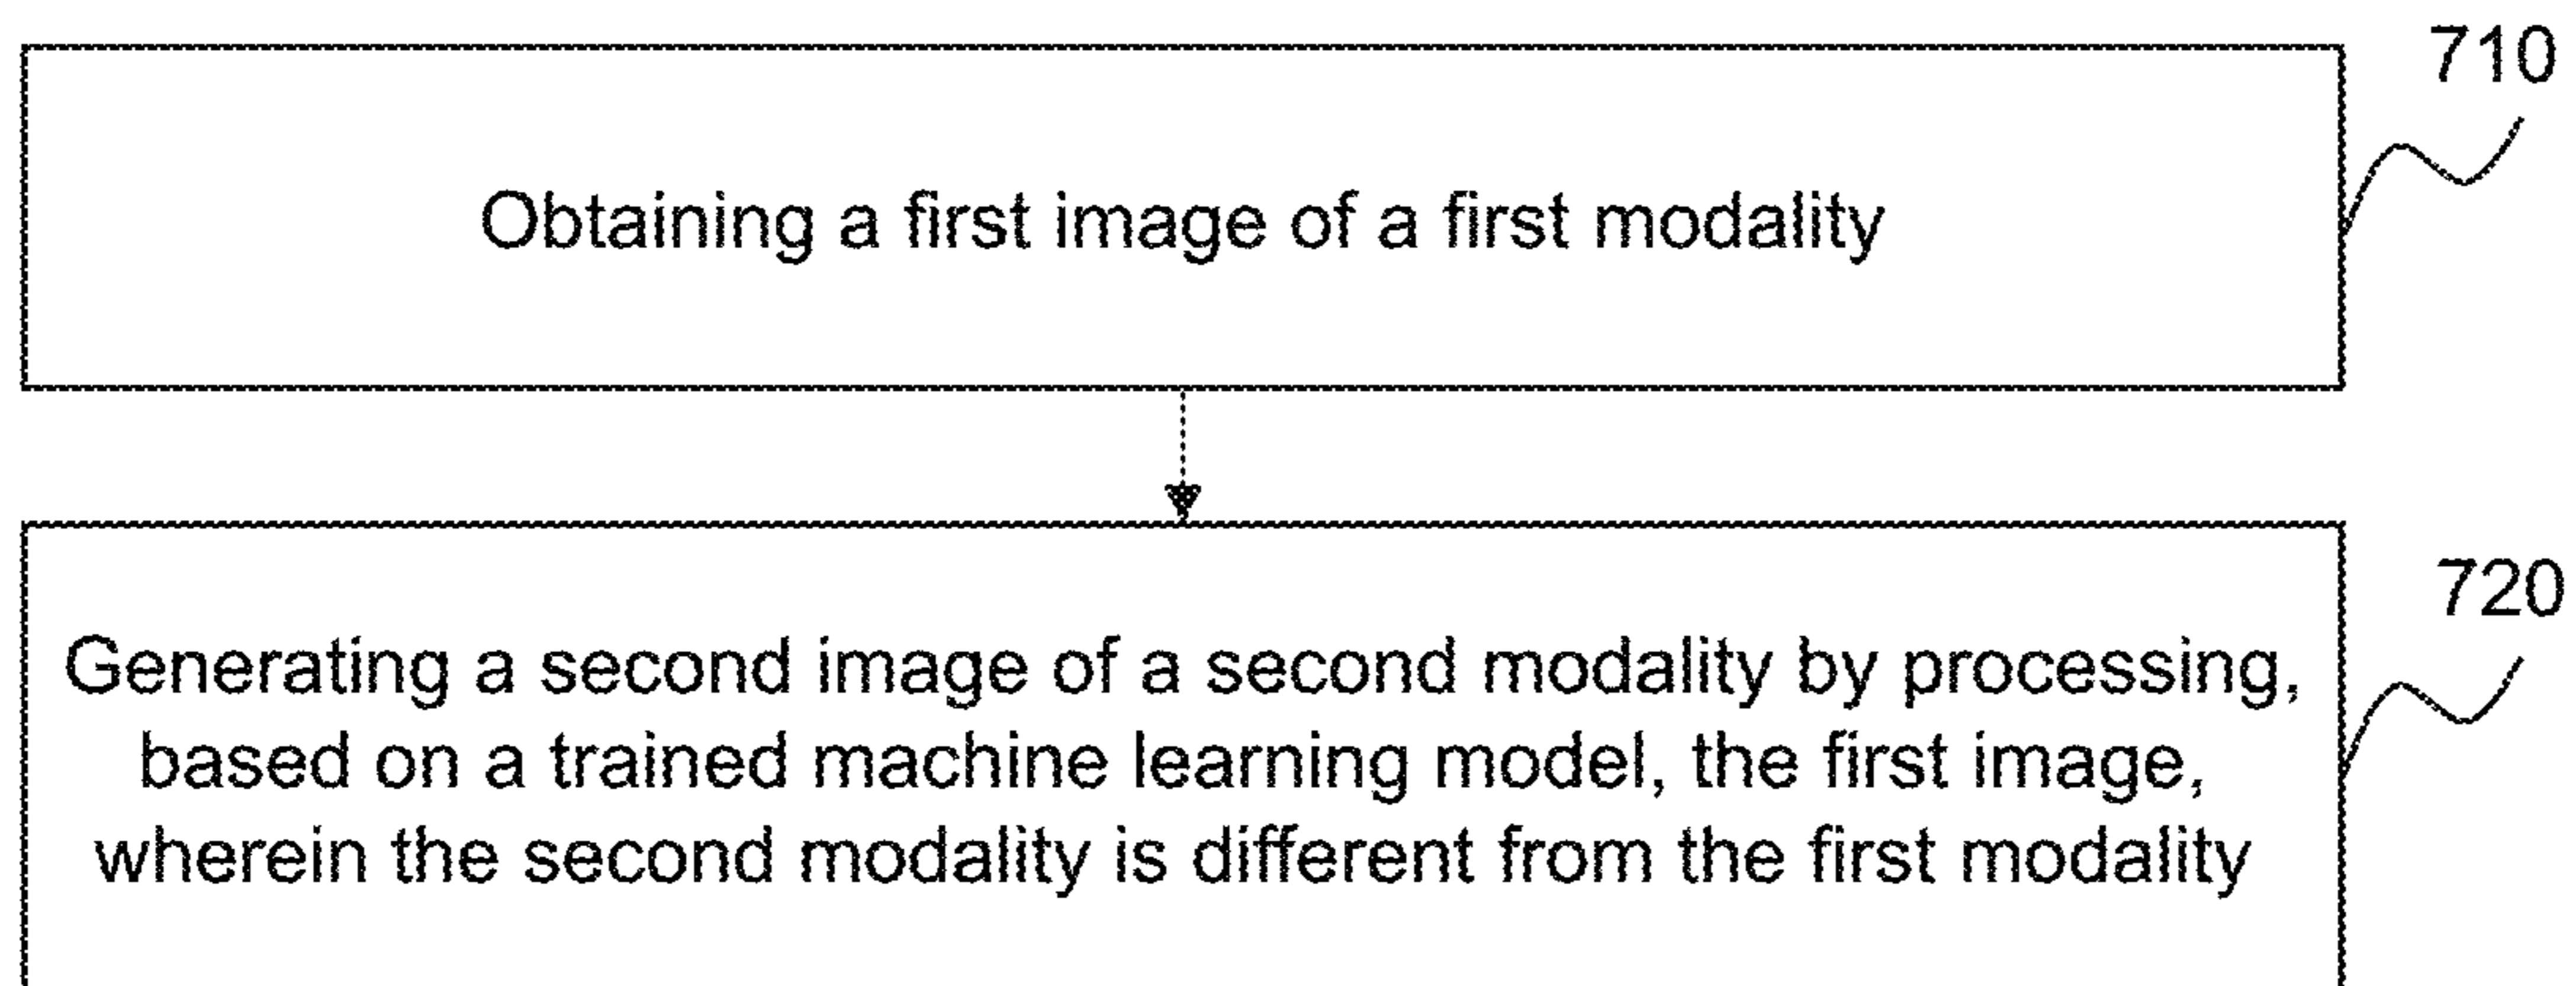 710
Obtaining a first image of a first modality
720
Generating a second image of a second modality by processing,
based on a trained machine learning model, the first image,
wherein the second modality is different from the first modality